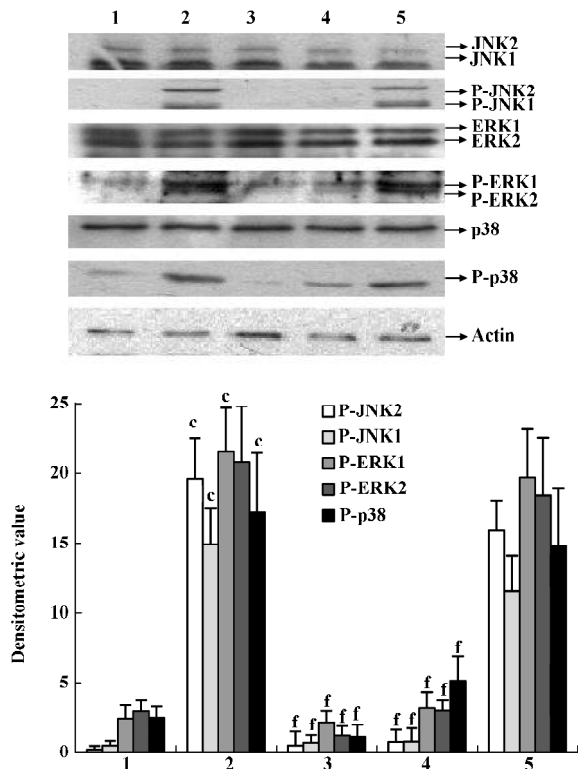 1 2 3 4 5
JNK2
JNK1
P-JNK2
P-JNK1
ERK1
ERK2
P-ERK1
P-ERK2
p38
P-p38
Actin
Densitometric value
25
20
15
10
5
0
c c c c
f f f f f
f f f f f
P-JNK2
P-JNK1
P-ERK1
P-ERK2
P-p38
1 2 3 4 5